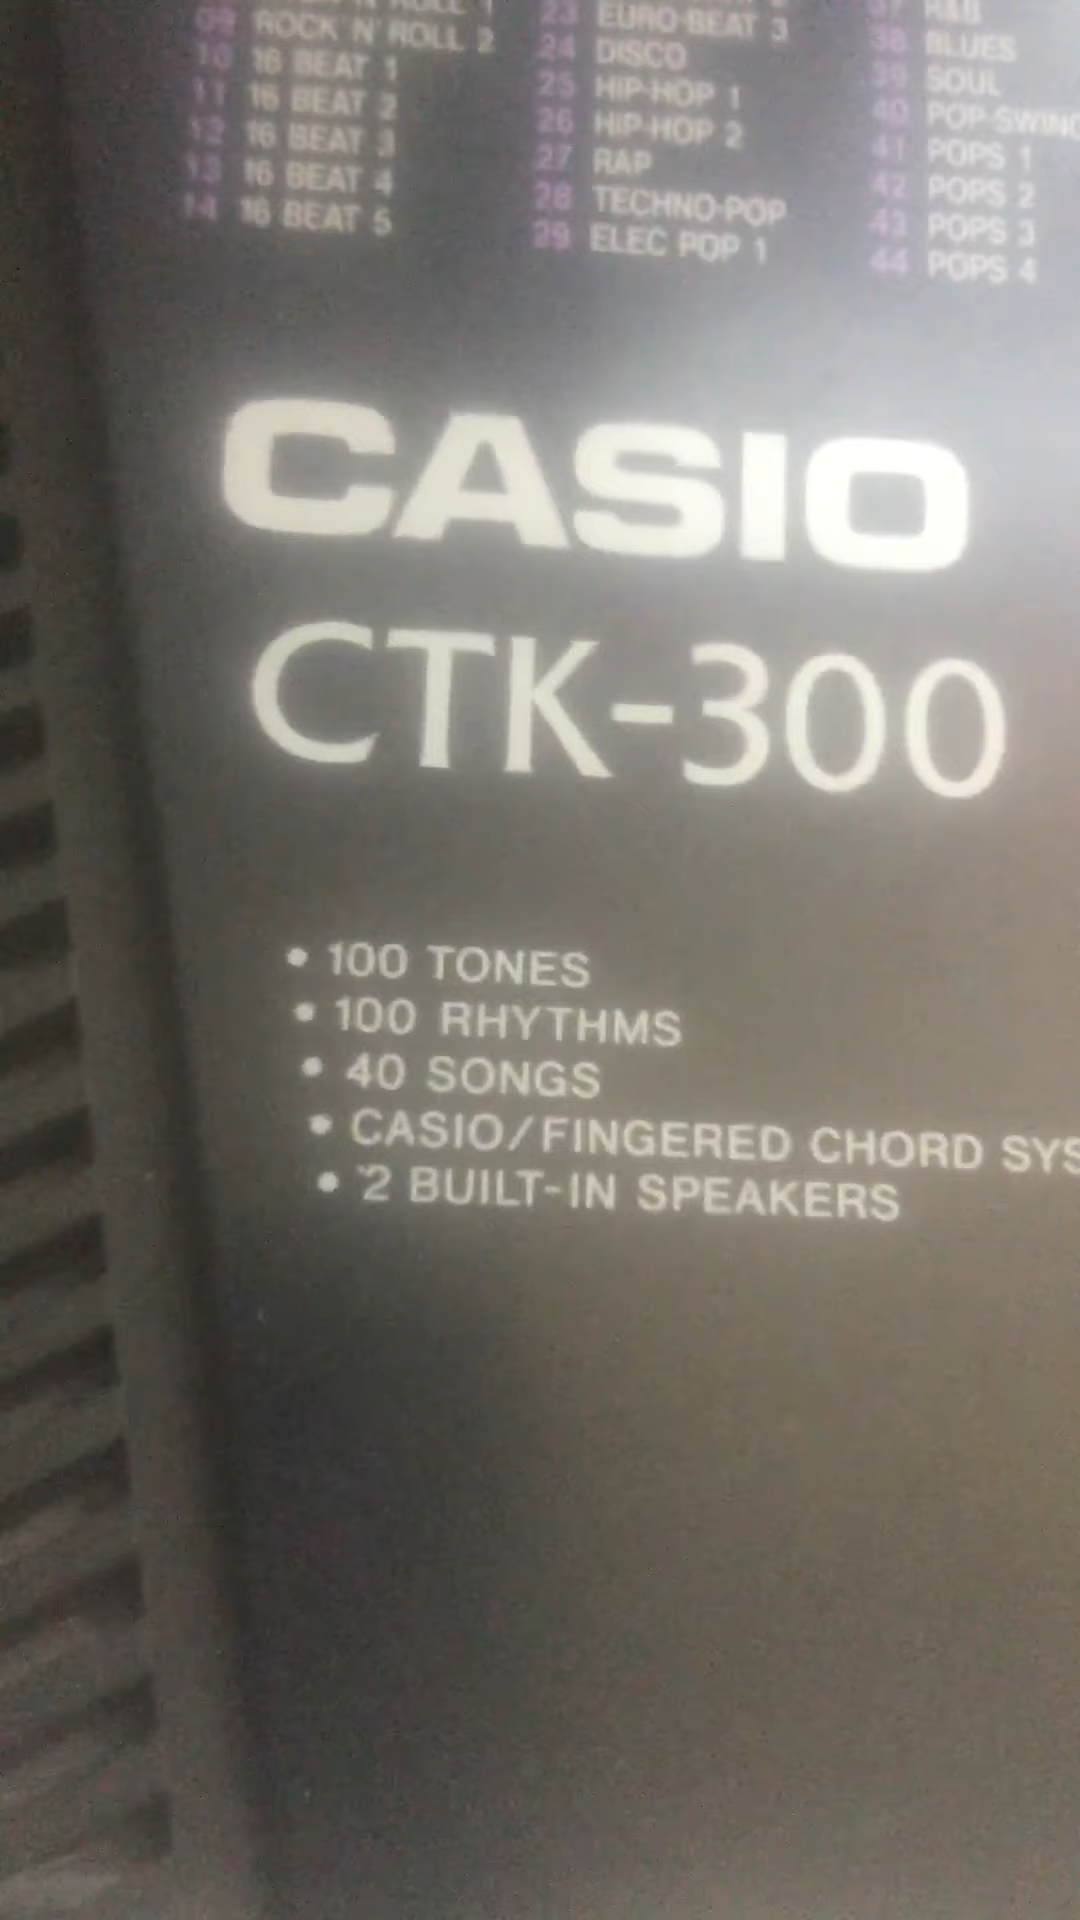 09 ROCK 'N' ROLL 2
10 16 BEAT 1
11 16 BEAT 2
12 16 BEAT 3
13 16 BEAT 4
14 16 BEAT 5
23 EURO-BEAT 3
24 DISCO
25 HIP-HOP 1
26 HIP-HOP 2
27 RAP
28 TECHNO-POP
29 ELEC POP 1
37 R&B
38 BLUES
39 SOUL
40 POP-SWING
41 POPS 1
42 POPS 2
43 POPS 3
44 POPS 4
CASIO
CTK-300
• 100 TONES
• 100 RHYTHMS
• 40 SONGS
• CASIO/FINGERED CHORD SYS
• 2 BUILT-IN SPEAKERS